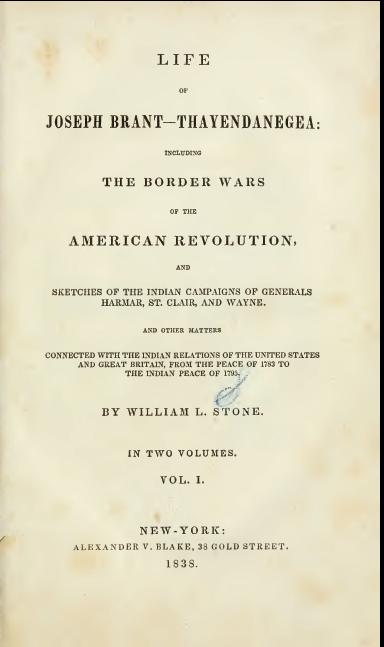 LIFE
OF
JOSEPH BRANT—THAYENDANEGEA:
INCLUDING
THE BORDER WARS
OF THE
AMERICAN REVOLUTION,
AND
SKETCHES OF THE INDIAN CAMPAIGNS OF GENERALS
HARMAR, ST. CLAIR, AND WAYNE.
AND OTHER MATTERS
CONNECTED WITH THE INDIAN RELATIONS OF THE UNITED STATES
AND GREAT BRITAIN, FROM THE PEACE OF 1783 TO
THE INDIAN PEACE OF 1795.
BY WILLIAM L. STONE.
IN TWO VOLUMES.
VOL. I.
NEW-YORK:
ALEXANDER V. BLAKE, 38 GOLD STREET.
1838.